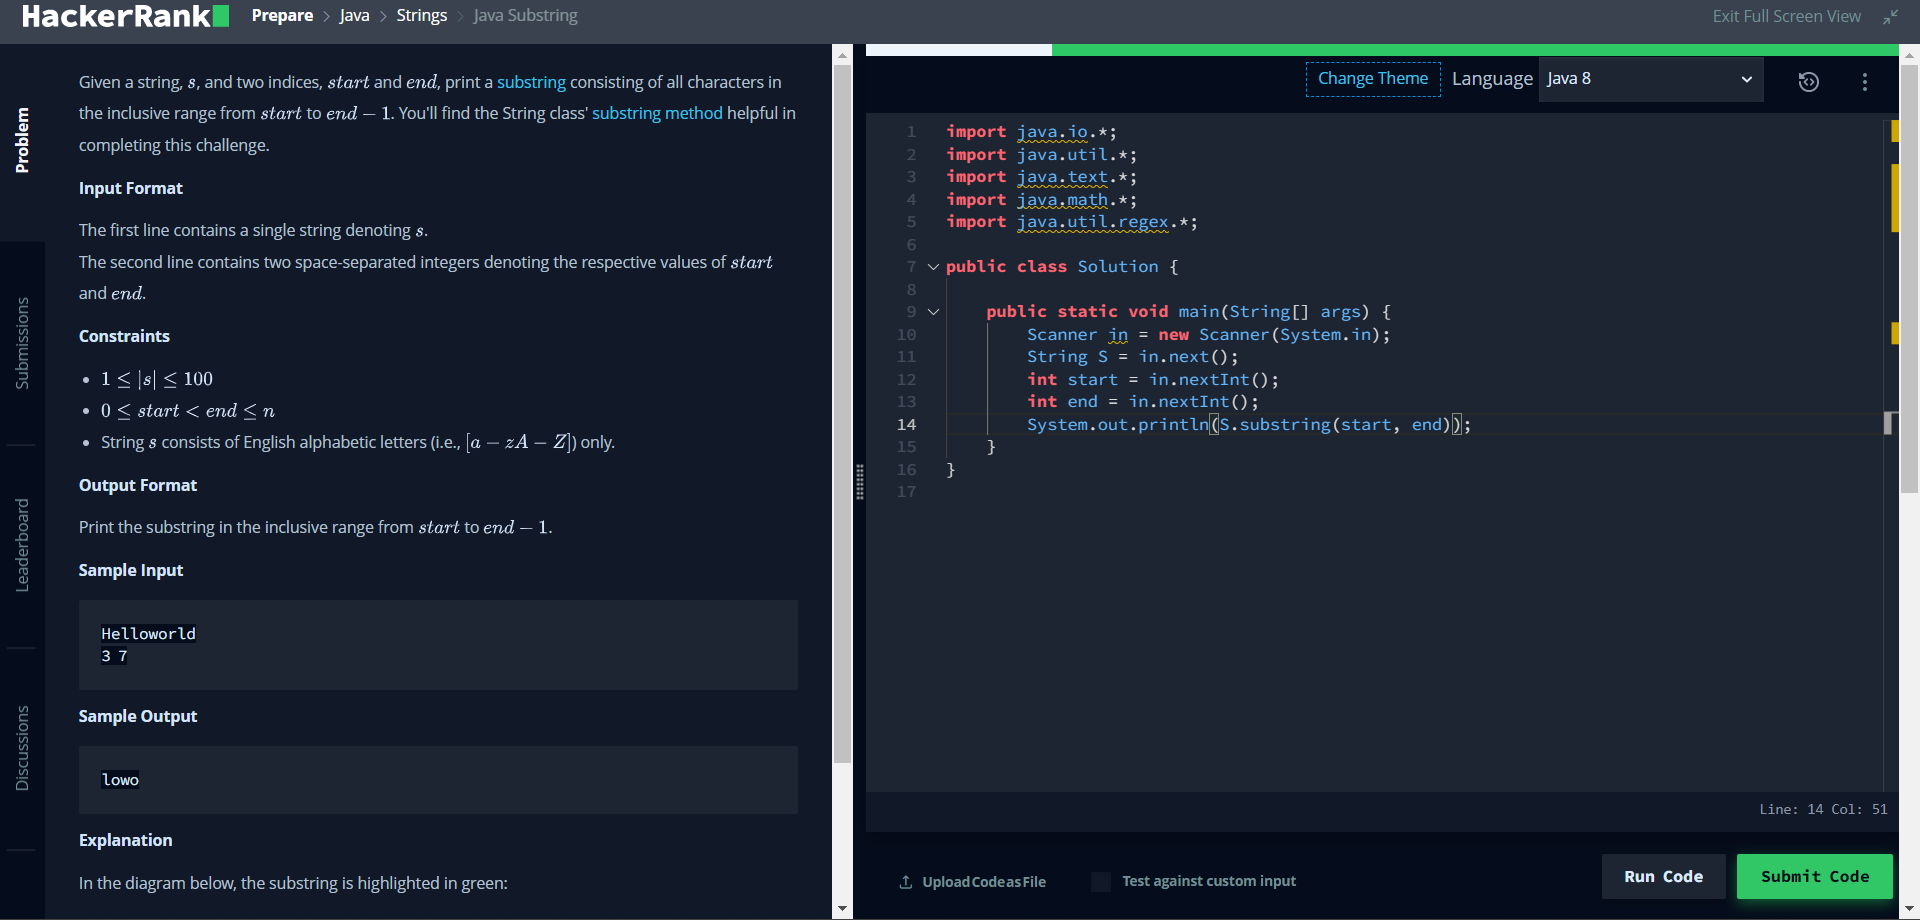 HackerRank Prepare > Java > Strings > Java Substring Exit Full Screen View
Problem
Submissions
Leaderboard
Discussions
Given a string, s, and two indices, start and end, print a substring consisting of all characters in
the inclusive range from start to end − 1. You'll find the String class' substring method helpful in
completing this challenge.
Input Format
The first line contains a single string denoting s.
The second line contains two space-separated integers denoting the respective values of start
and end.
Constraints
• 1 ≤ |s| ≤ 100
• 0 ≤ start < end ≤ n
• String s consists of English alphabetic letters (i.e., [a − zA − Z]) only.
Output Format
Print the substring in the inclusive range from start to end − 1.
Sample Input
Helloworld
3 7
Sample Output
lowo
Explanation
In the diagram below, the substring is highlighted in green:
Change Theme Language Java 8
1 import java.io.*;
2 import java.util.*;
3 import java.text.*;
4 import java.math.*;
5 import java.util.regex.*;
6
7 public class Solution {
8
9 public static void main(String[] args) {
10 Scanner in = new Scanner(System.in);
11 String S = in.next();
12 int start = in.nextInt();
13 int end = in.nextInt();
14 System.out.println(S.substring(start, end));
15 }
16 }
17
Line: 14 Col: 51
Upload Code as File Test against custom input Run Code Submit Code